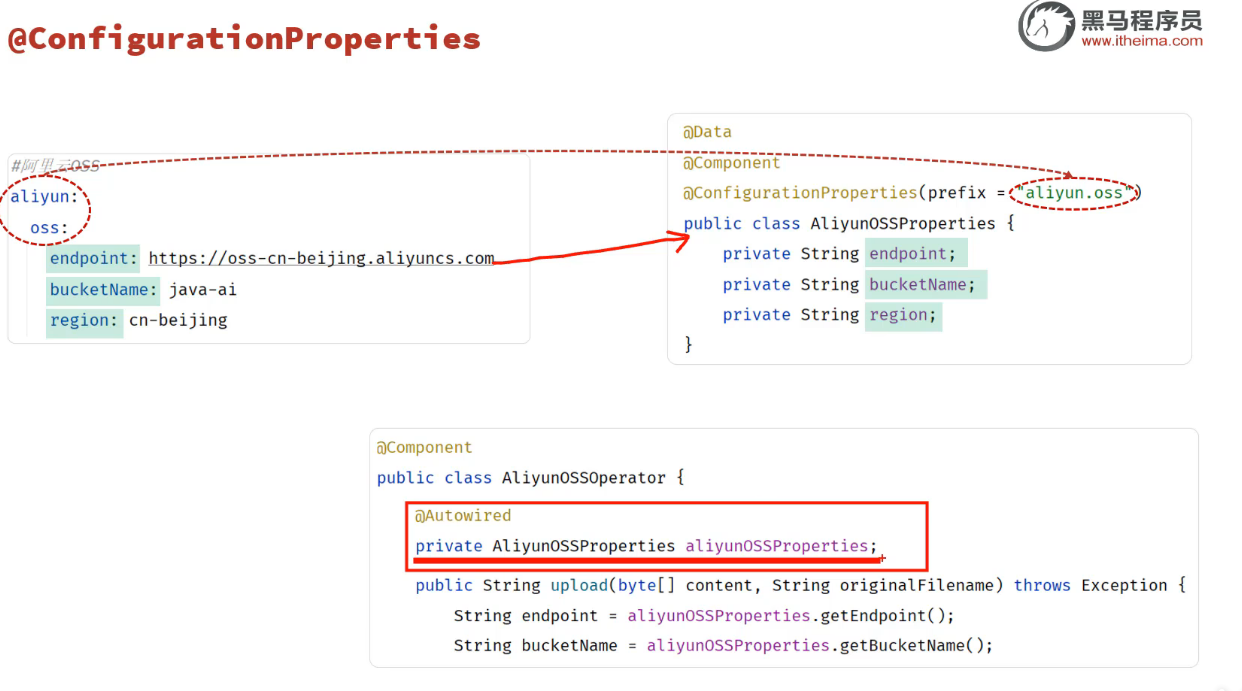 @ConfigurationProperties
黑马程序员
www.itheima.com
#阿里云OSS
aliyun:
oss:
endpoint: https://oss-cn-beijing.aliyuncs.com
bucketName: java-ai
region: cn-beijing
@Data
@Component
@ConfigurationProperties(prefix = "aliyun.oss")
public class AliyunOSSProperties {
private String endpoint;
private String bucketName;
private String region;
}
@Component
public class AliyunOSSOperator {
@Autowired
private AliyunOSSProperties aliyunOSSProperties;
public String upload(byte[] content, String originalFilename) throws Exception {
String endpoint = aliyunOSSProperties.getEndpoint();
String bucketName = aliyunOSSProperties.getBucketName();